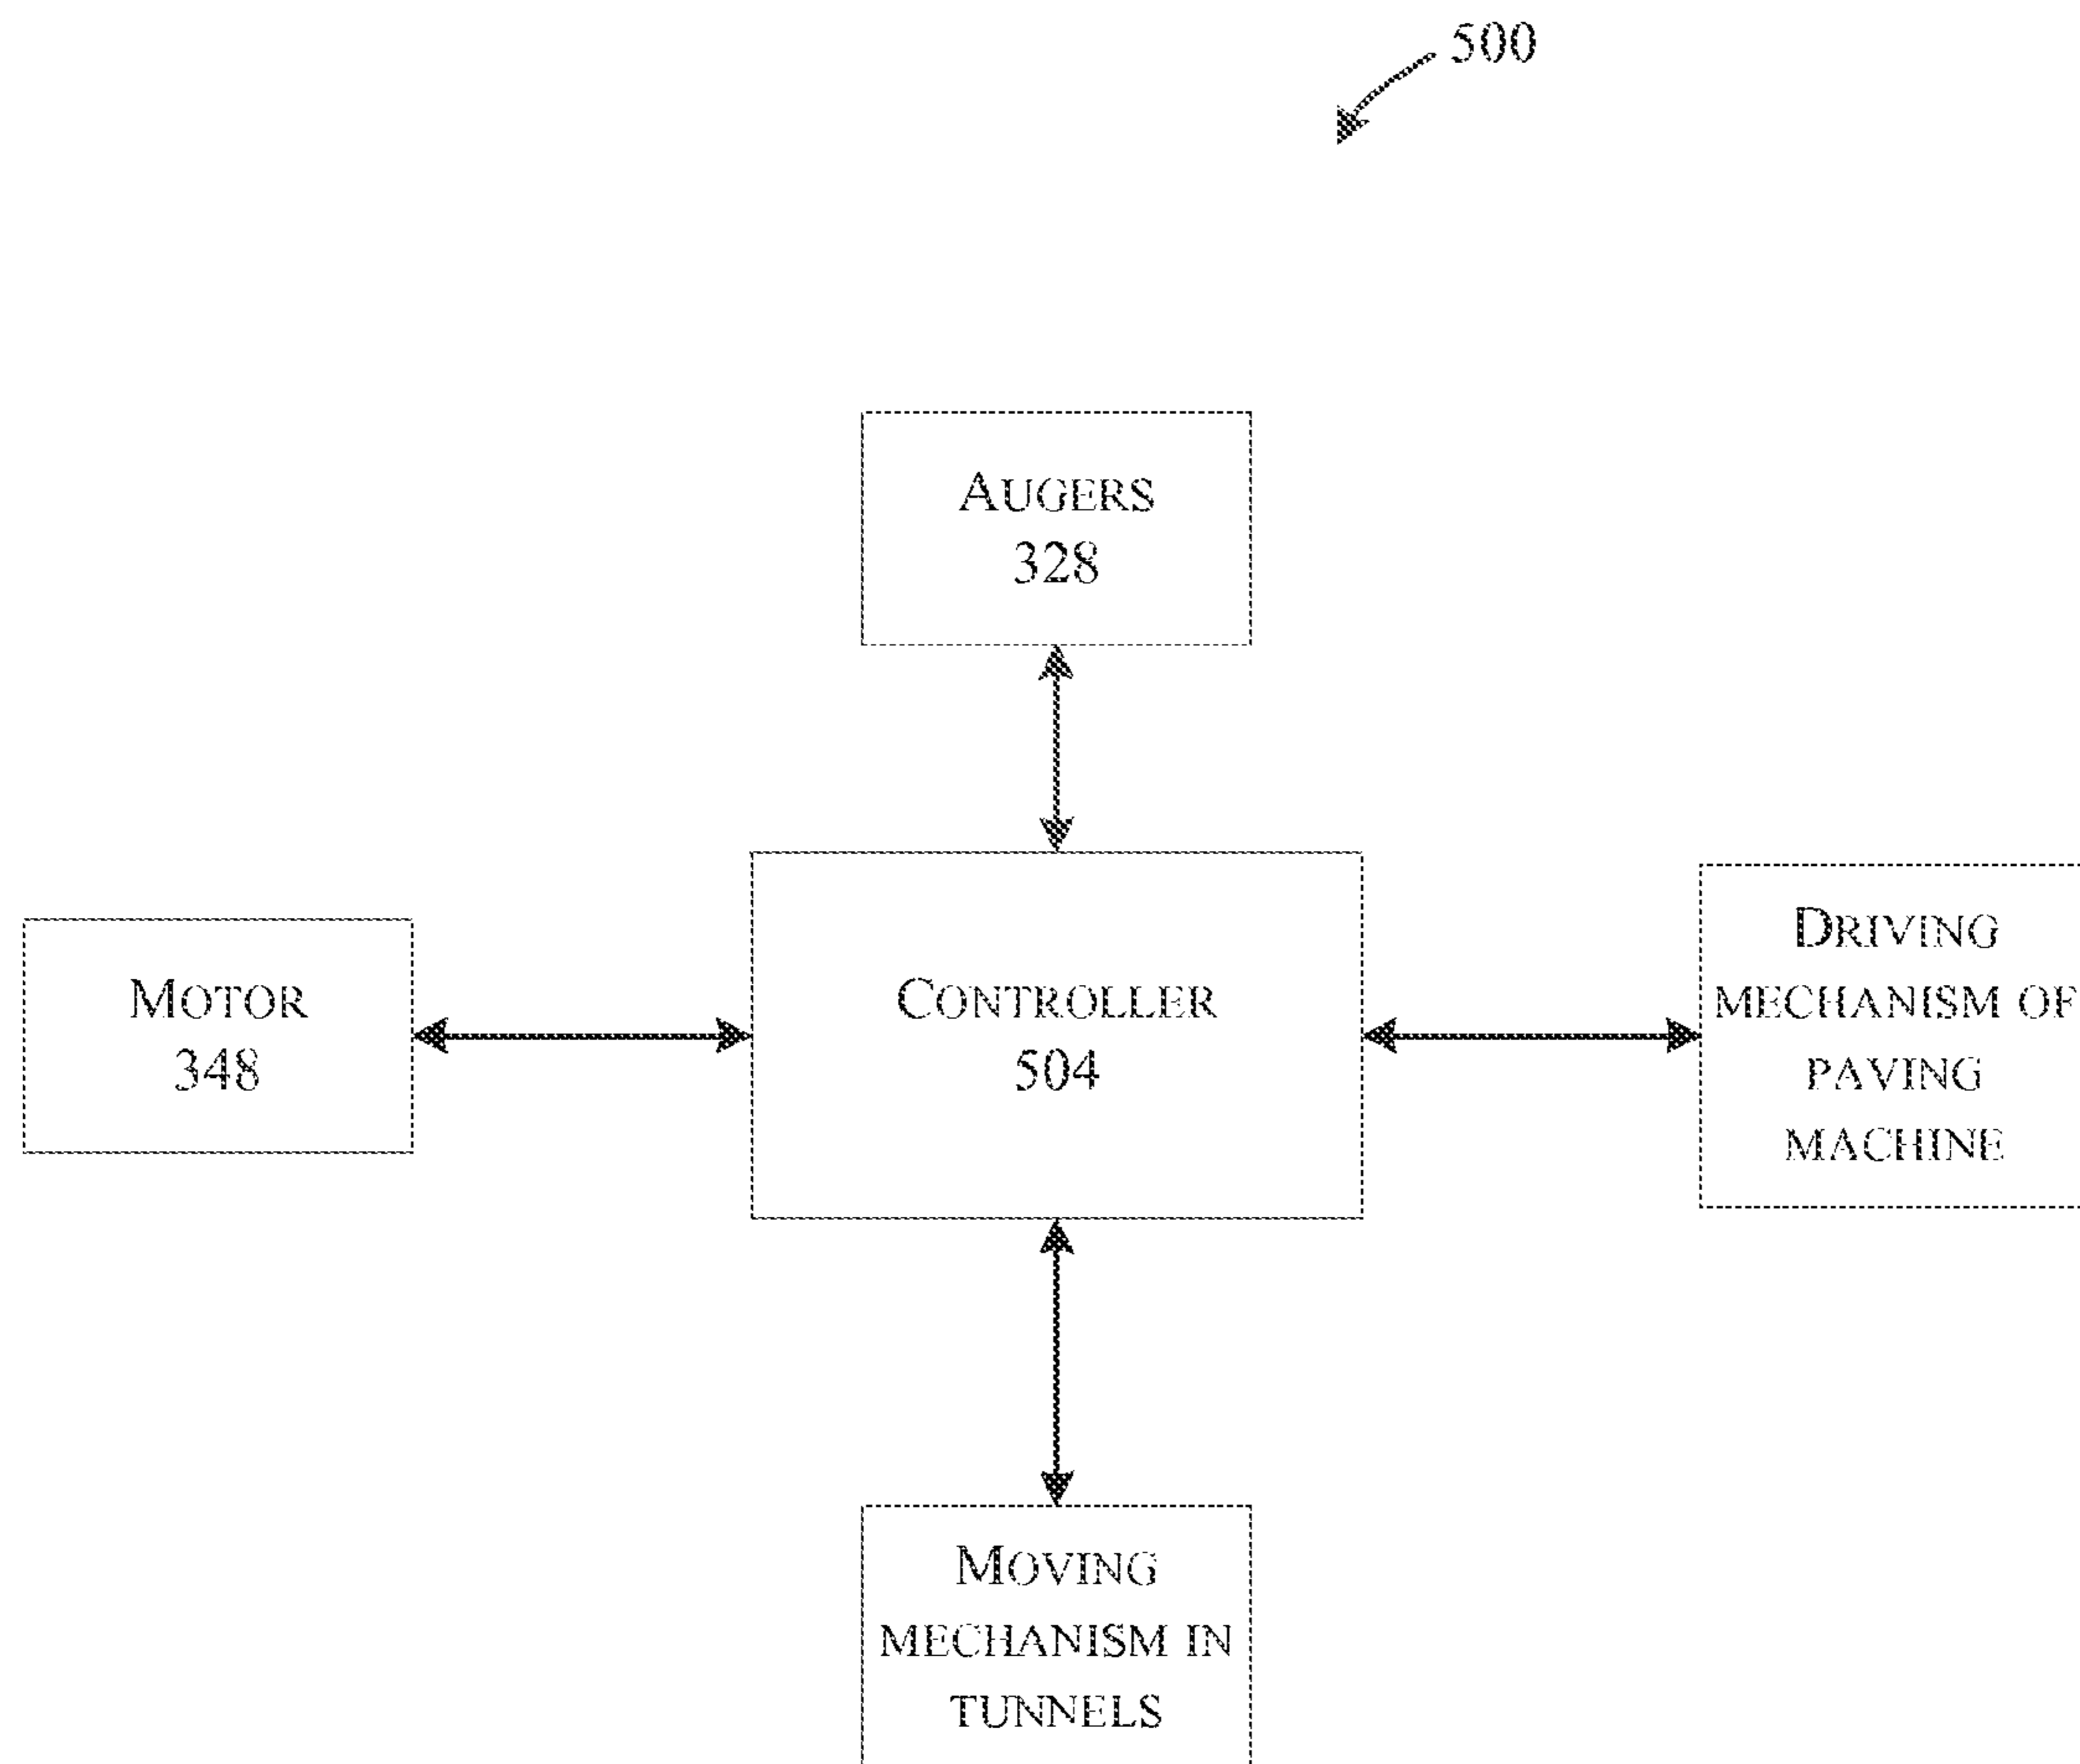 500
AUGERS
328
MOTOR
348
CONTROLLER
504
DRIVING
MECHANISM OF
PAVING
MACHINE
MOVING
MECHANISM IN
TUNNELS